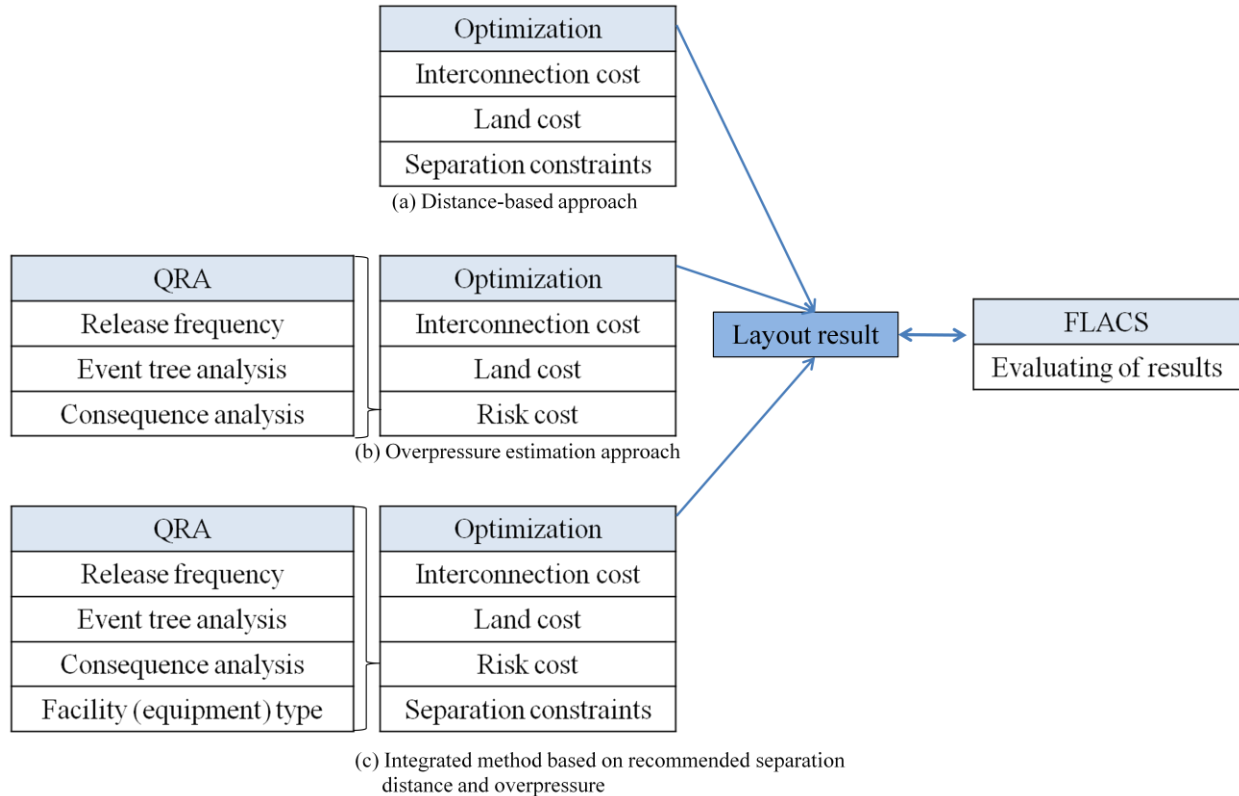 Optimization
Interconnection cost
Land cost
Separation constraints
(a) Distance-based approach
QRA
Release frequency
Event tree analysis
Consequence analysis
Optimization
Interconnection cost
Land cost
Risk cost
(b) Overpressure estimation approach
QRA
Release frequency
Event tree analysis
Consequence analysis
Facility (equipment) type
Optimization
Interconnection cost
Land cost
Risk cost
Separation constraints
(c) Integrated method based on recommended separation
distance and overpressure
Layout result
FLACS
Evaluating of results